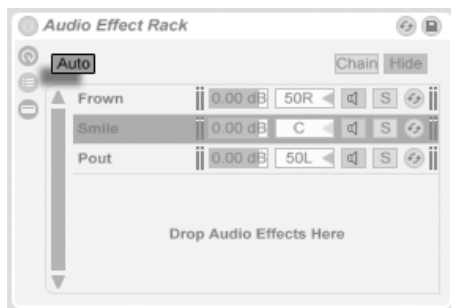 Audio Effect Rack
Auto Chain Hide
Frown 0.00 dB 50R S
Smile 0.00 dB C S
Pout 0.00 dB 50L S
Drop Audio Effects Here